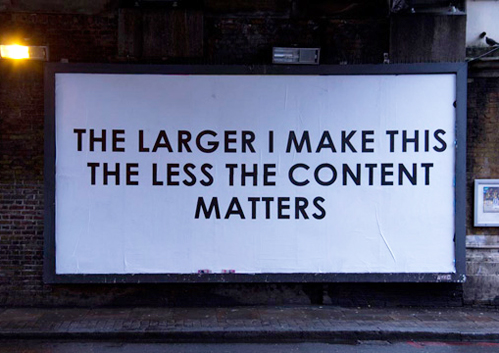 THE LARGER I MAKE THIS
THE LESS THE CONTENT
MATTERS